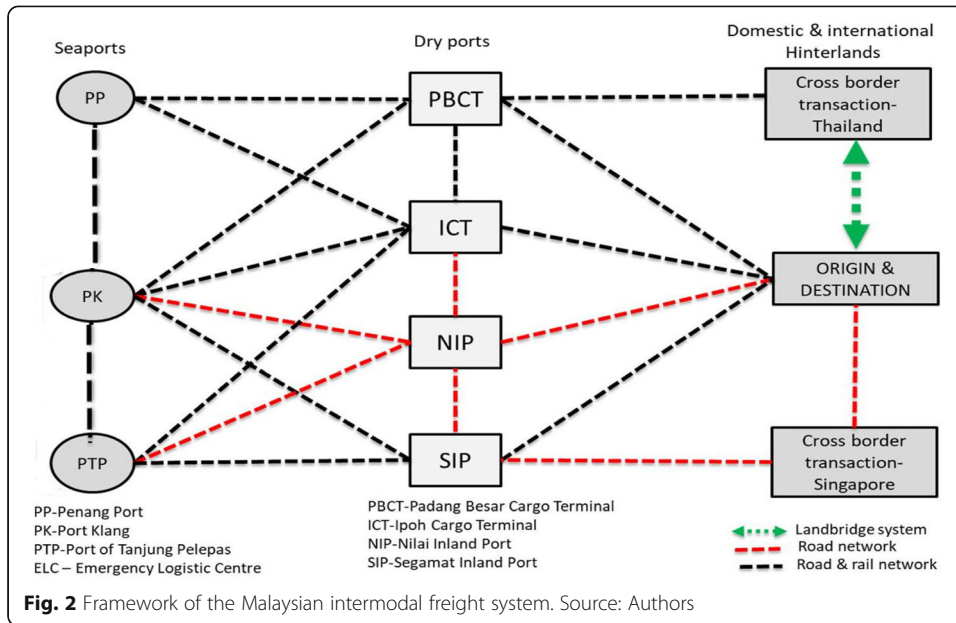 Seaports
Dry ports
Domestic & international
Hinterlands
PP
PBCT
Cross border
transaction-
Thailand
ICT
PK
ORIGIN &
DESTINATION
NIP
PTP
SIP
Cross border
transaction-
Singapore
PP-Penang Port
PK-Port Klang
PTP-Port of Tanjung Pelepas
ELC – Emergency Logistic Centre
PBCT-Padang Besar Cargo Terminal
ICT-Ipoh Cargo Terminal
NIP-Nilai Inland Port
SIP-Segamat Inland Port
Landbridge system
Road network
Road & rail network
Fig. 2 Framework of the Malaysian intermodal freight system. Source: Authors